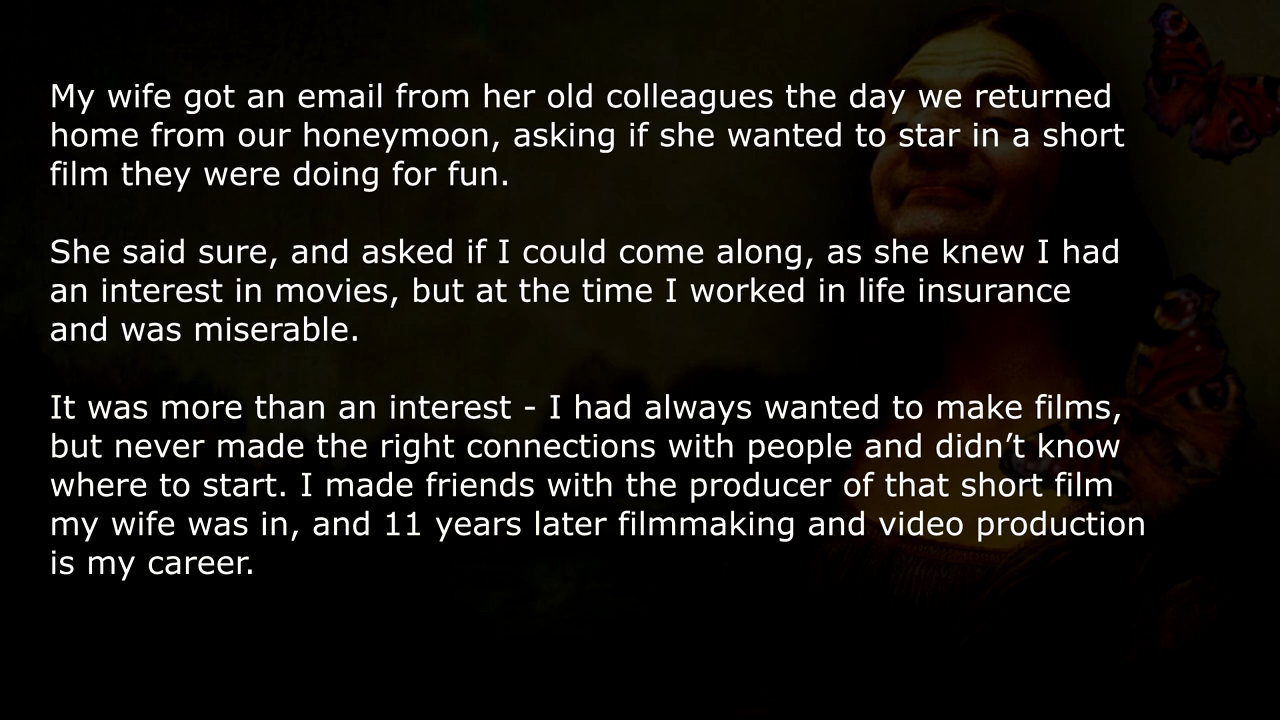 My wife got an email from her old colleagues the day we returned
home from our honeymoon, asking if she wanted to star in a short
film they were doing for fun.
She said sure, and asked if I could come along, as she knew I had
an interest in movies, but at the time I worked in life insurance
and was miserable.
It was more than an interest - I had always wanted to make films,
but never made the right connections with people and didn’t know
where to start. I made friends with the producer of that short film
my wife was in, and 11 years later filmmaking and video production
is my career.